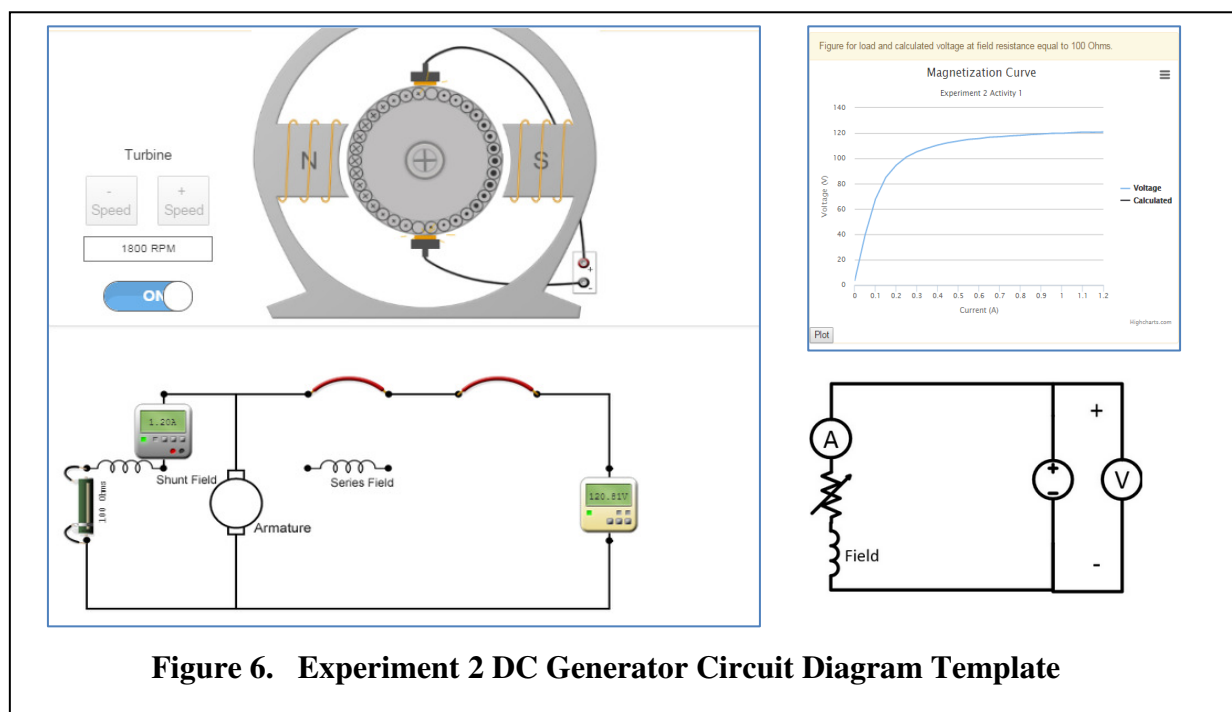 N
S
Turbine
-
Speed
+
Speed
1800 RPM
ON
+
-
Figure for load and calculated voltage at field resistance equal to 100 Ohms.
Magnetization Curve
Experiment 2 Activity 1
Voltage (V)
140
120
100
80
60
40
20
0
0 0.1 0.2 0.3 0.4 0.5 0.6 0.7 0.8 0.9 1 1.1 1.2
Current (A)
Voltage
Calculated
Highcharts.com
Plot
1.20A
Shunt Field
100 Ohms
Armature
Series Field
120.81V
A
Field
+
-
+
V
-
Figure 6. Experiment 2 DC Generator Circuit Diagram Template